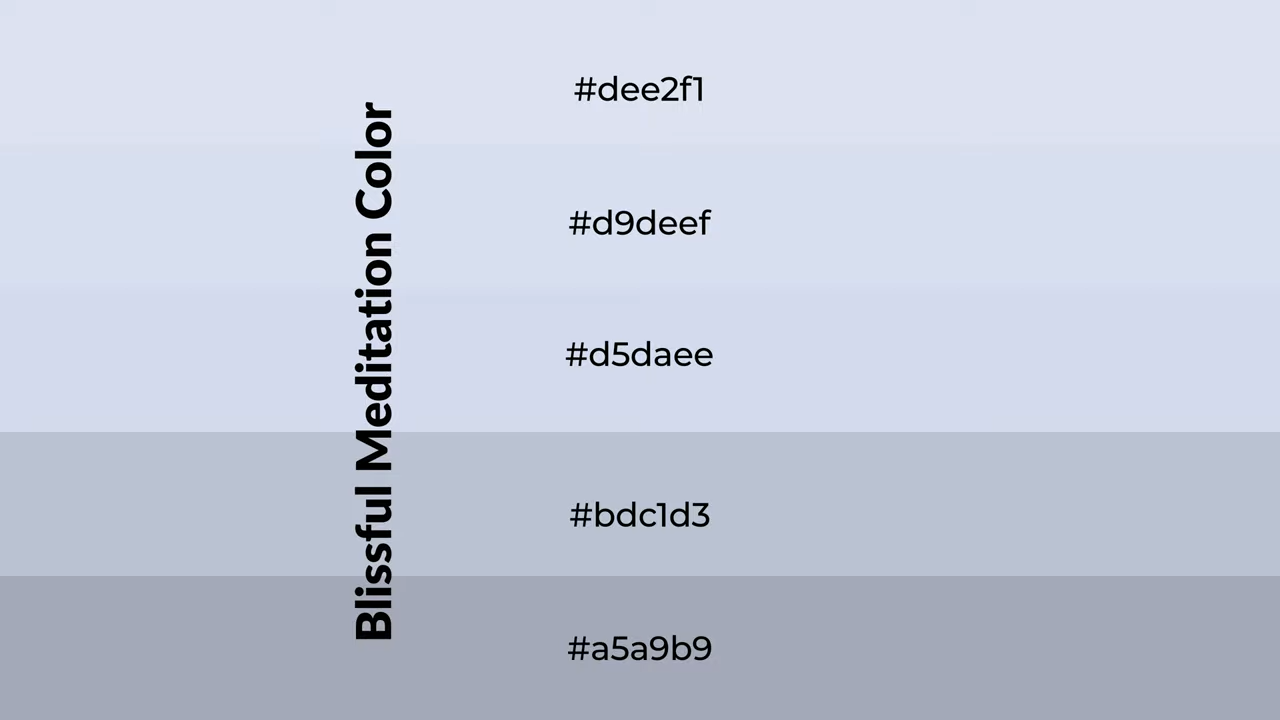 Blissful Meditation Color
#dee2f1
#d9deef
#d5daee
#bdc1d3
#a5a9b9